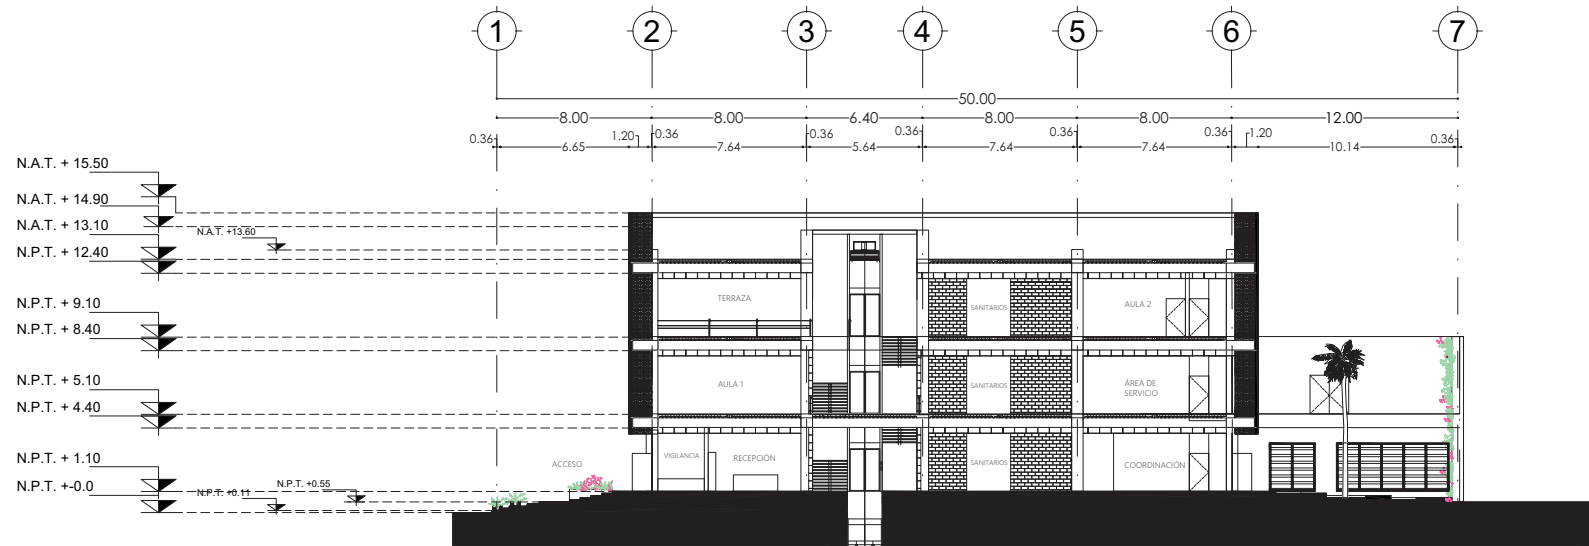 1 2 3 4 5 6 7
50.00
8.00 8.00 6.40 8.00 8.00 12.00
0.36 1.20 0.36 0.36 0.36 0.36 0.36 1.20 0.36
6.65 7.64 5.64 7.64 7.64 10.14
N.A.T. + 15.50
N.A.T. + 14.90
N.A.T. + 13.10
N.A.T. +13.60
N.P.T. + 12.40
TERRAZA SANITARIOS AULA 2
N.P.T. + 9.10
N.P.T. + 8.40
N.P.T. + 5.10
AULA 1 SANITARIOS ÁREA DE
SERVICIO
N.P.T. + 4.40
N.P.T. + 1.10
ACCESO VIGILANCIA RECEPCIÓN SANITARIOS COORDINACIÓN
N.P.T. +-0.0
N.P.T. +0.11
N.P.T. +0.55